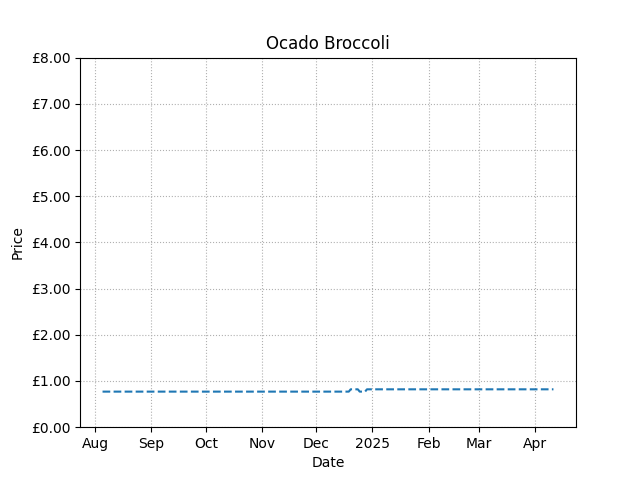 Ocado Broccoli
£8.00
£7.00
£6.00
£5.00
£4.00
£3.00
£2.00
£1.00
£0.00
Price
Aug Sep Oct Nov Dec 2025 Feb Mar Apr
Date